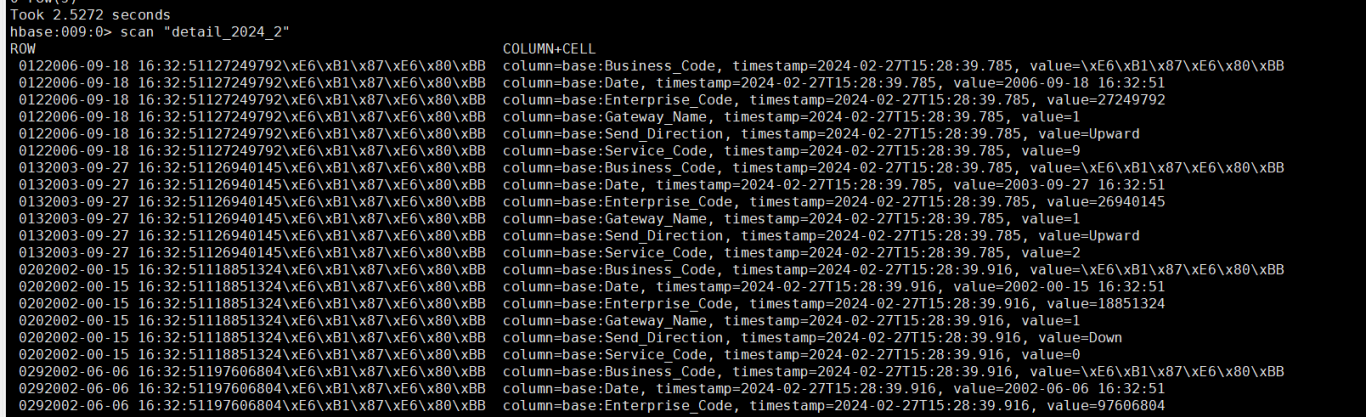 Took 2.5272 seconds
hbase:009:0> scan "detail_2024_2"
ROW COLUMN+CELL
0122006-09-18 16:32:51127249792\xE6\xB1\x87\xE6\x80\xBB column=base:Business_Code, timestamp=2024-02-27T15:28:39.785, value=\xE6\xB1\x87\xE6\x80\xBB
0122006-09-18 16:32:51127249792\xE6\xB1\x87\xE6\x80\xBB column=base:Date, timestamp=2024-02-27T15:28:39.785, value=2006-09-18 16:32:51
0122006-09-18 16:32:51127249792\xE6\xB1\x87\xE6\x80\xBB column=base:Enterprise_Code, timestamp=2024-02-27T15:28:39.785, value=27249792
0122006-09-18 16:32:51127249792\xE6\xB1\x87\xE6\x80\xBB column=base:Gateway_Name, timestamp=2024-02-27T15:28:39.785, value=1
0122006-09-18 16:32:51127249792\xE6\xB1\x87\xE6\x80\xBB column=base:Send_Direction, timestamp=2024-02-27T15:28:39.785, value=Upward
0122006-09-18 16:32:51127249792\xE6\xB1\x87\xE6\x80\xBB column=base:Service_Code, timestamp=2024-02-27T15:28:39.785, value=9
0132003-09-27 16:32:51126940145\xE6\xB1\x87\xE6\x80\xBB column=base:Business_Code, timestamp=2024-02-27T15:28:39.785, value=\xE6\xB1\x87\xE6\x80\xBB
0132003-09-27 16:32:51126940145\xE6\xB1\x87\xE6\x80\xBB column=base:Date, timestamp=2024-02-27T15:28:39.785, value=2003-09-27 16:32:51
0132003-09-27 16:32:51126940145\xE6\xB1\x87\xE6\x80\xBB column=base:Enterprise_Code, timestamp=2024-02-27T15:28:39.785, value=26940145
0132003-09-27 16:32:51126940145\xE6\xB1\x87\xE6\x80\xBB column=base:Gateway_Name, timestamp=2024-02-27T15:28:39.785, value=1
0132003-09-27 16:32:51126940145\xE6\xB1\x87\xE6\x80\xBB column=base:Send_Direction, timestamp=2024-02-27T15:28:39.785, value=Upward
0132003-09-27 16:32:51126940145\xE6\xB1\x87\xE6\x80\xBB column=base:Service_Code, timestamp=2024-02-27T15:28:39.785, value=2
0202002-00-15 16:32:51118851324\xE6\xB1\x87\xE6\x80\xBB column=base:Business_Code, timestamp=2024-02-27T15:28:39.916, value=\xE6\xB1\x87\xE6\x80\xBB
0202002-00-15 16:32:51118851324\xE6\xB1\x87\xE6\x80\xBB column=base:Date, timestamp=2024-02-27T15:28:39.916, value=2002-00-15 16:32:51
0202002-00-15 16:32:51118851324\xE6\xB1\x87\xE6\x80\xBB column=base:Enterprise_Code, timestamp=2024-02-27T15:28:39.916, value=18851324
0202002-00-15 16:32:51118851324\xE6\xB1\x87\xE6\x80\xBB column=base:Gateway_Name, timestamp=2024-02-27T15:28:39.916, value=1
0202002-00-15 16:32:51118851324\xE6\xB1\x87\xE6\x80\xBB column=base:Send_Direction, timestamp=2024-02-27T15:28:39.916, value=Down
0202002-00-15 16:32:51118851324\xE6\xB1\x87\xE6\x80\xBB column=base:Service_Code, timestamp=2024-02-27T15:28:39.916, value=0
0292002-06-06 16:32:51197606804\xE6\xB1\x87\xE6\x80\xBB column=base:Business_Code, timestamp=2024-02-27T15:28:39.916, value=\xE6\xB1\x87\xE6\x80\xBB
0292002-06-06 16:32:51197606804\xE6\xB1\x87\xE6\x80\xBB column=base:Date, timestamp=2024-02-27T15:28:39.916, value=2002-06-06 16:32:51
0292002-06-06 16:32:51197606804\xE6\xB1\x87\xE6\x80\xBB column=base:Enterprise_Code, timestamp=2024-02-27T15:28:39.916, value=97606804